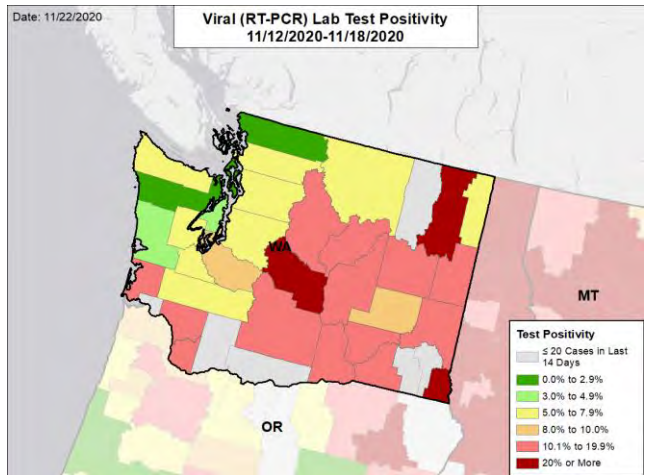 Date: 11/22/2020
Viral (RT-PCR) Lab Test Positivity
11/12/2020-11/18/2020
WA
MT
OR
Test Positivity
≤ 20 Cases in Last
14 Days
0.0% to 2.9%
3.0% to 4.9%
5.0% to 7.9%
8.0% to 10.0%
10.1% to 19.9%
20% or More